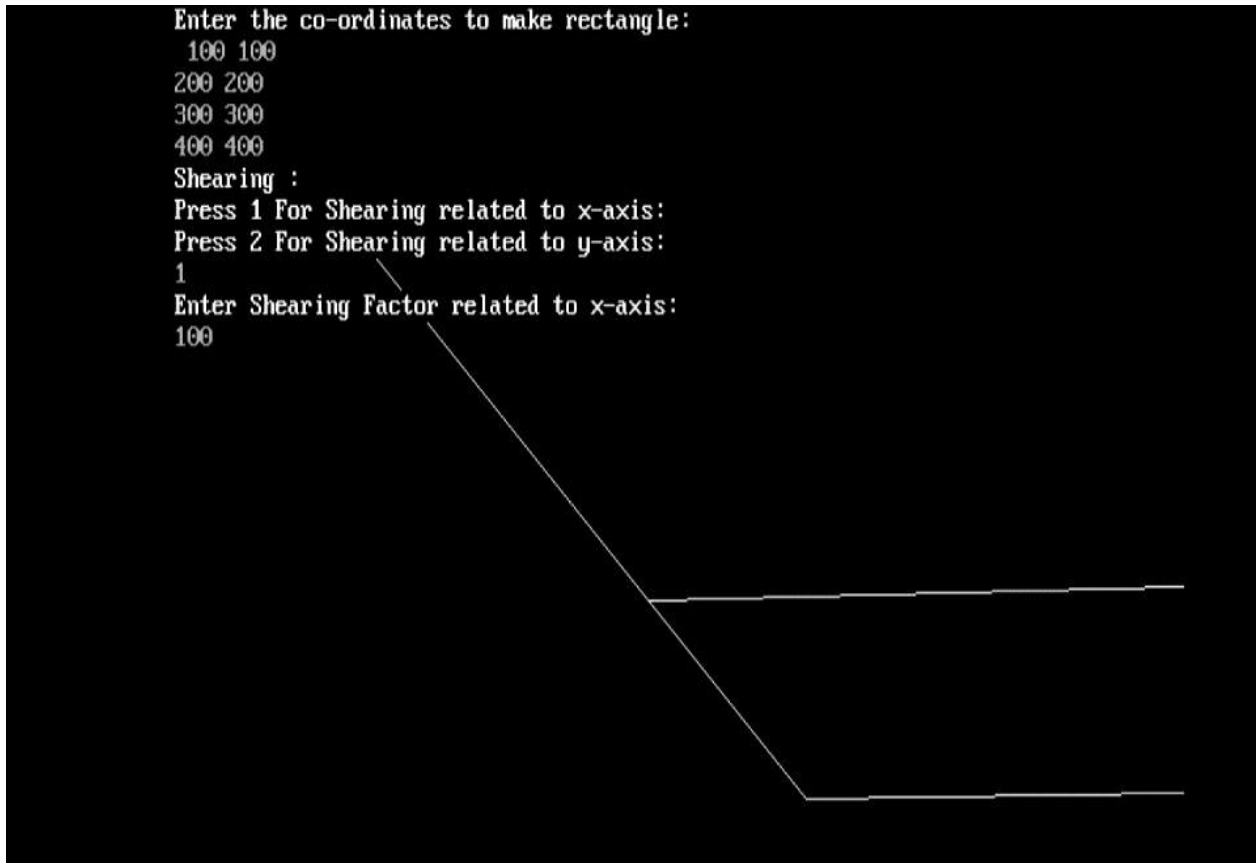 Enter the co-ordinates to make rectangle:
100 100
200 200
300 300
400 400
Shearing :
Press 1 For Shearing related to x-axis:
Press 2 For Shearing related to y-axis:
1
Enter Shearing Factor related to x-axis:
100